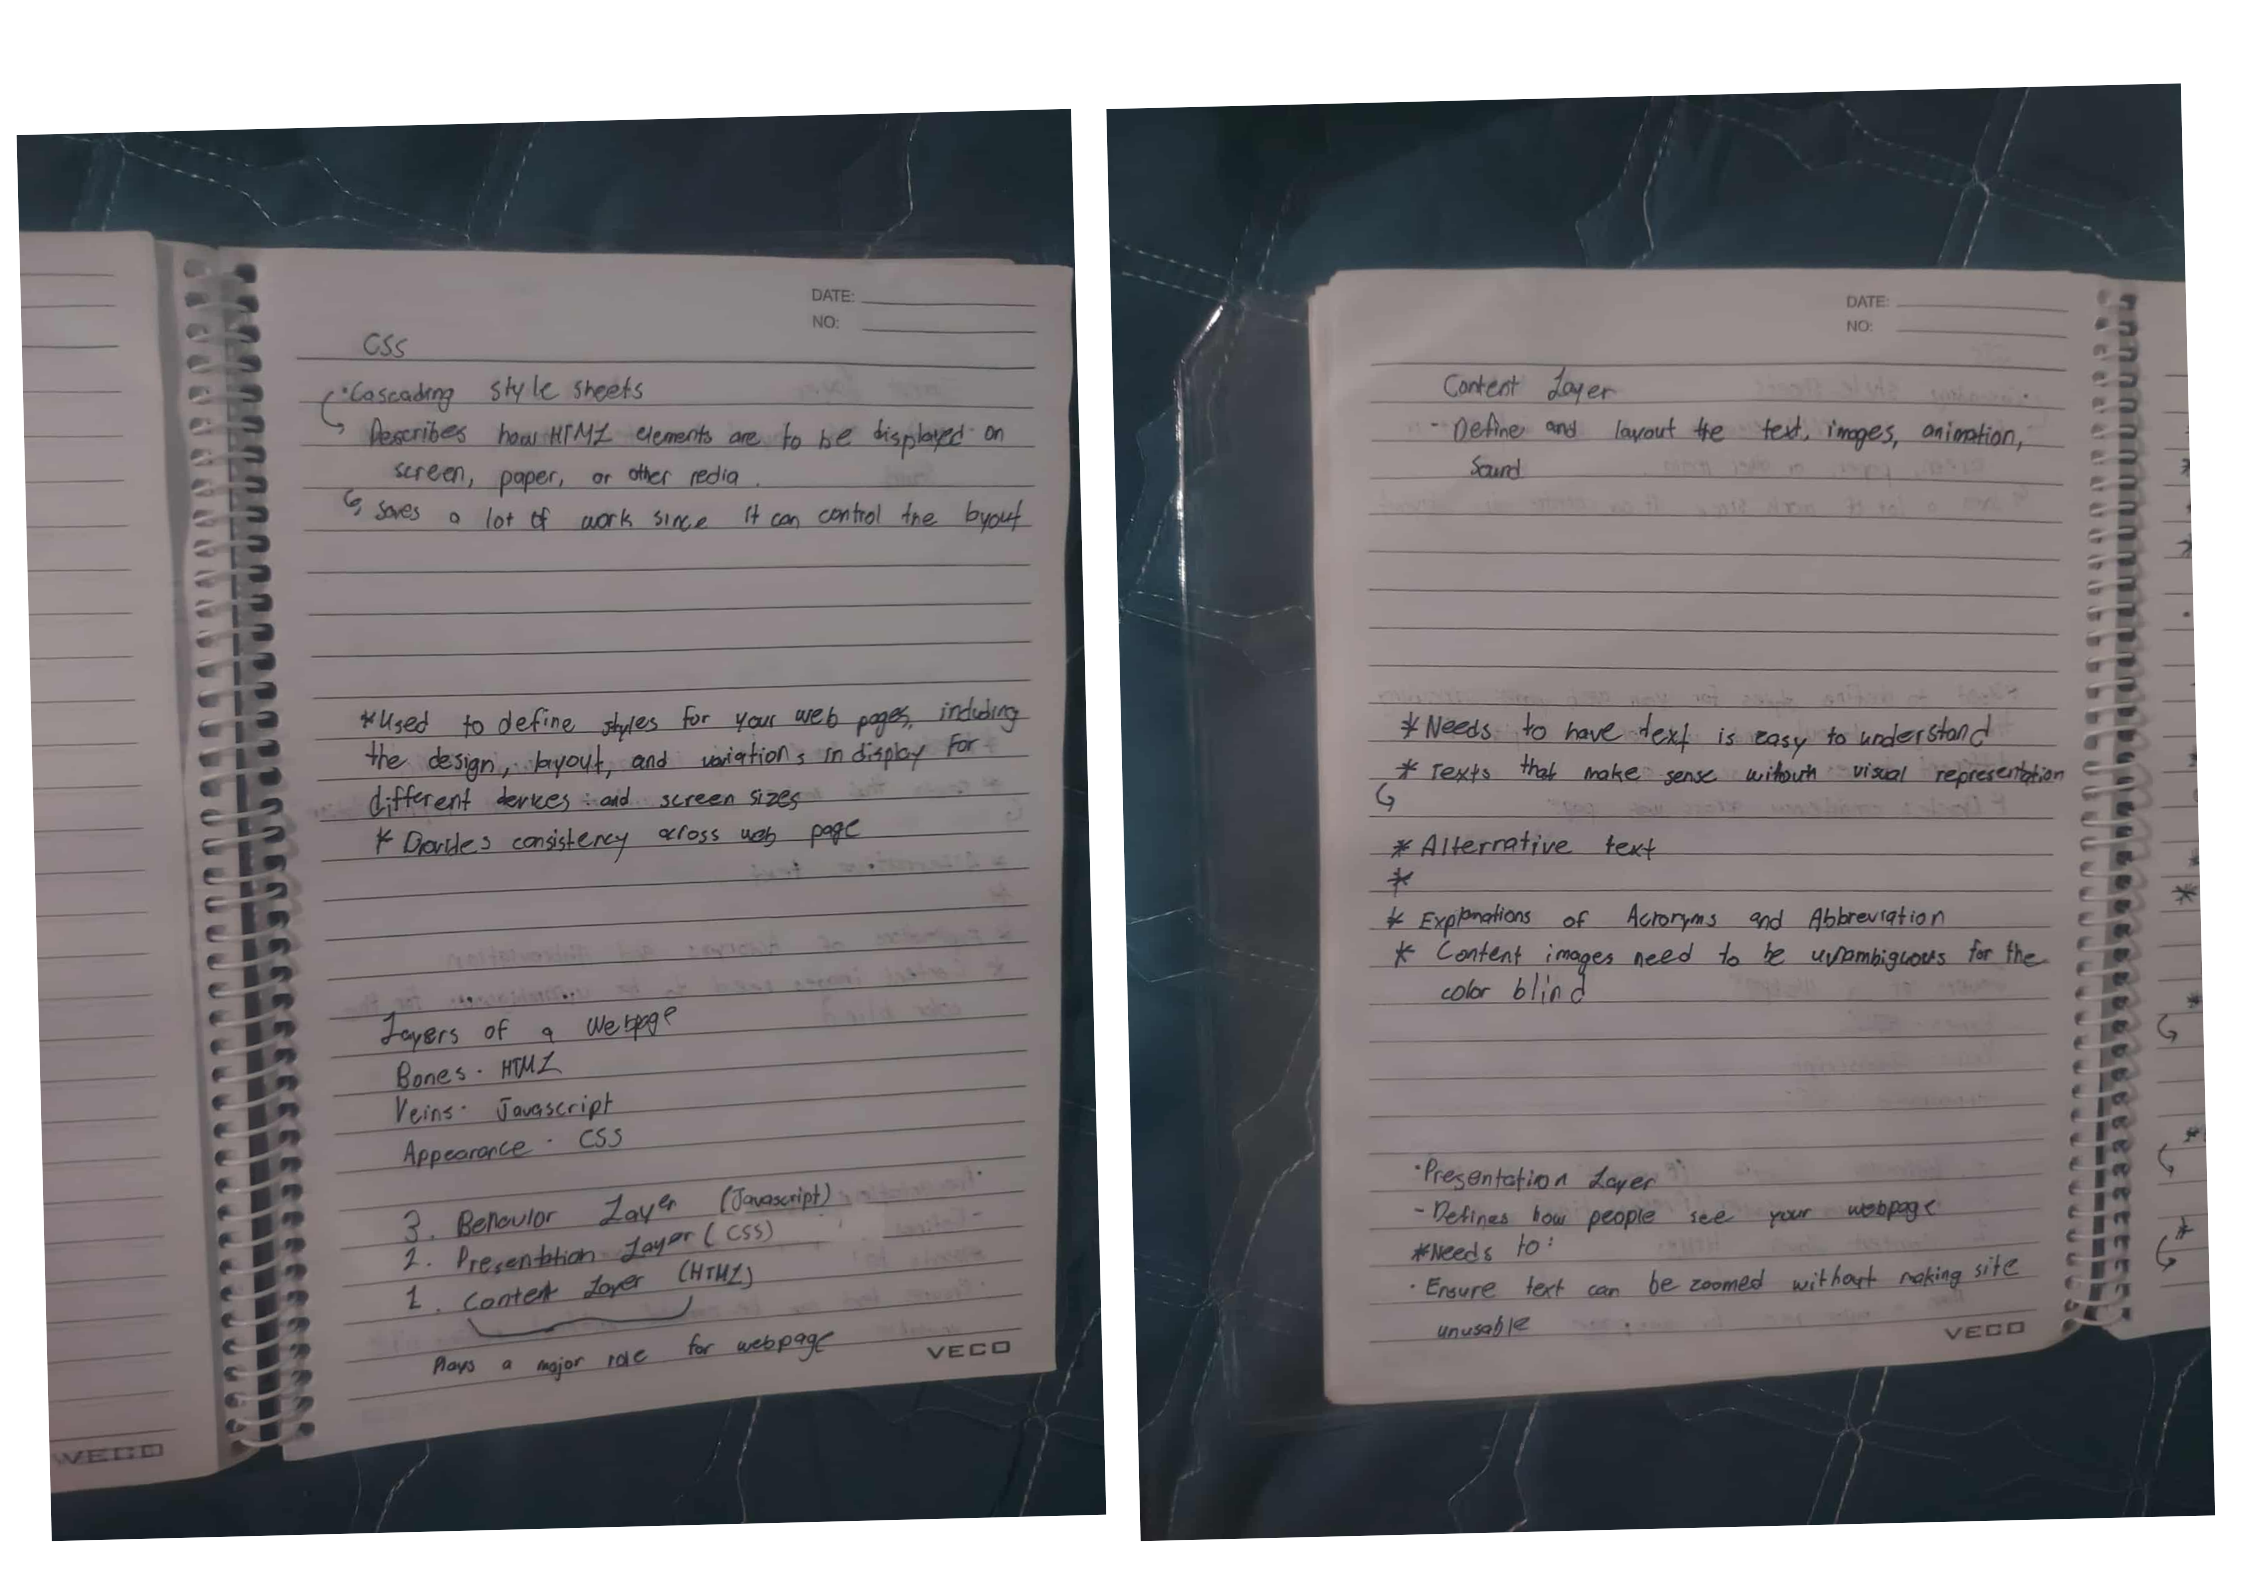 DATE:
NO:
CSS
·Cascading style sheets
Describes how HTML elements are to be displayed on
screen, paper, or other redia.
saves a lot of work since it can control the layout
*Used to define styles for your web pages, including
the design, layout, and variations in display for
different devices and screen sizes
* Provides consistency across web page
Layers of a webpage
Bones - HTML
Veins - Javascript
Appearance - CSS
3. Behavior Layer (Javascript)
2. Presentation Layer (CSS)
1. Content Layer (HTML)
Plays a major role for webpage
VECO
VECO
DATE:
NO:
Content Layer
- Define and layout the text, images, animation,
Sound
*Needs to have text is easy to understand
* Texts that make sense without visual representation
* Alterrative text
*
* Explanations of Acroryms and Abbreviation
* Content images need to be unambiguous for the
color blind
·Presentation Layer
- Defines how people see your webpage
*Needs to:
· Ensure text can be zoomed without making site
unusable
VECO